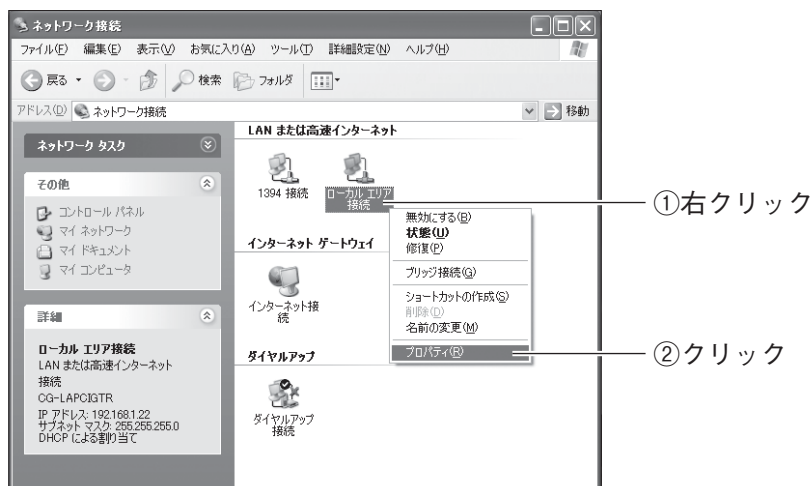 ネットワーク接続
ファイル(F) 編集(E) 表示(V) お気に入り(A) ツール(T) 詳細設定(N) ヘルプ(H)
戻る 検索 フォルダ
アドレス(D) ネットワーク接続 移動
ネットワーク タスク
その他
コントロール パネル
マイ ネットワーク
マイ ドキュメント
マイ コンピュータ
詳細
ローカル エリア接続
LAN または高速インターネット
接続
CG-LAPCIGTR
IP アドレス: 192.168.1.22
サブネット マスク: 255.255.255.0
DHCP による割り当て
LAN または高速インターネット
1394 接続
ローカル エリア
接続
インターネット ゲートウェイ
インターネット接
続
ダイヤルアップ
ダイヤルアップ
接続
無効にする(B)
状態(U)
修復(P)
ブリッジ接続(G)
ショートカットの作成(S)
削除(D)
名前の変更(M)
プロパティ(R)
①右クリック
②クリック